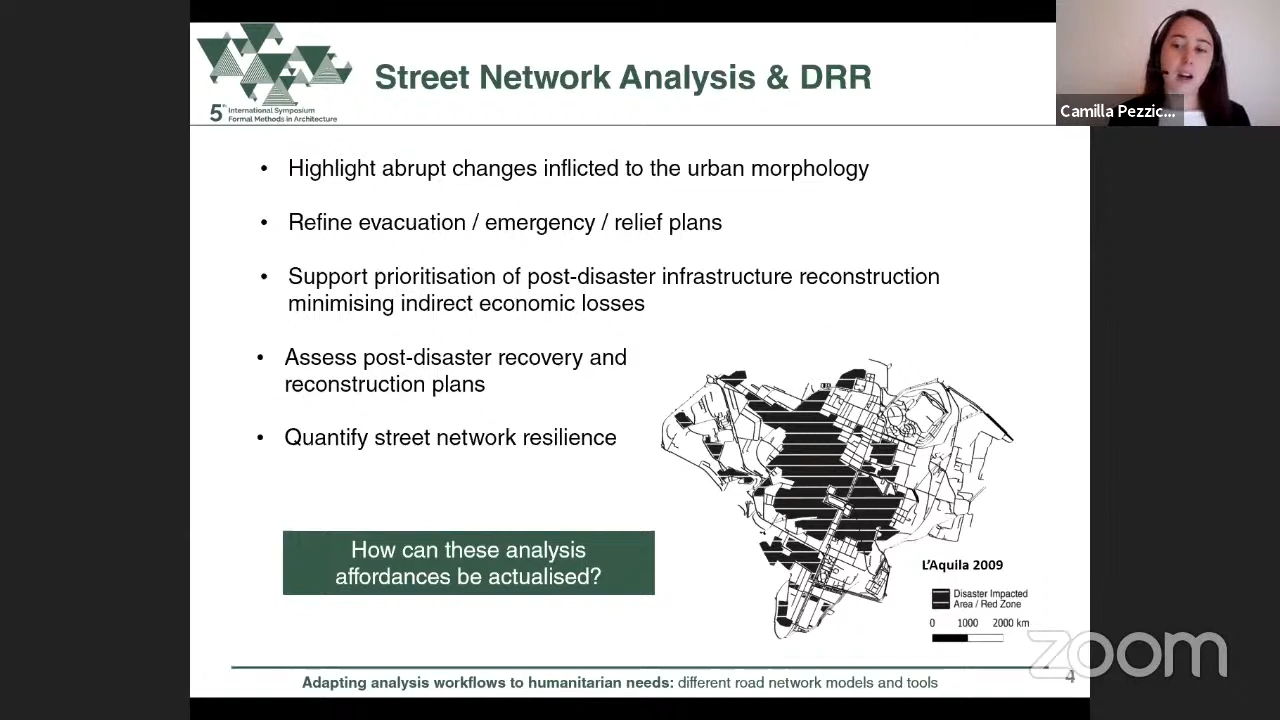 Street Network Analysis & DRR
5th International Symposium
Formal Methods in Architecture
Camilla Pezzic...
• Highlight abrupt changes inflicted to the urban morphology
• Refine evacuation / emergency / relief plans
• Support prioritisation of post-disaster infrastructure reconstruction
minimising indirect economic losses
• Assess post-disaster recovery and
reconstruction plans
• Quantify street network resilience
How can these analysis
affordances be actualised?
L'Aquila 2009
Disaster Impacted
Area / Red Zone
0 1000 2000 km
zoom
Adapting analysis workflows to humanitarian needs: different road network models and tools
4